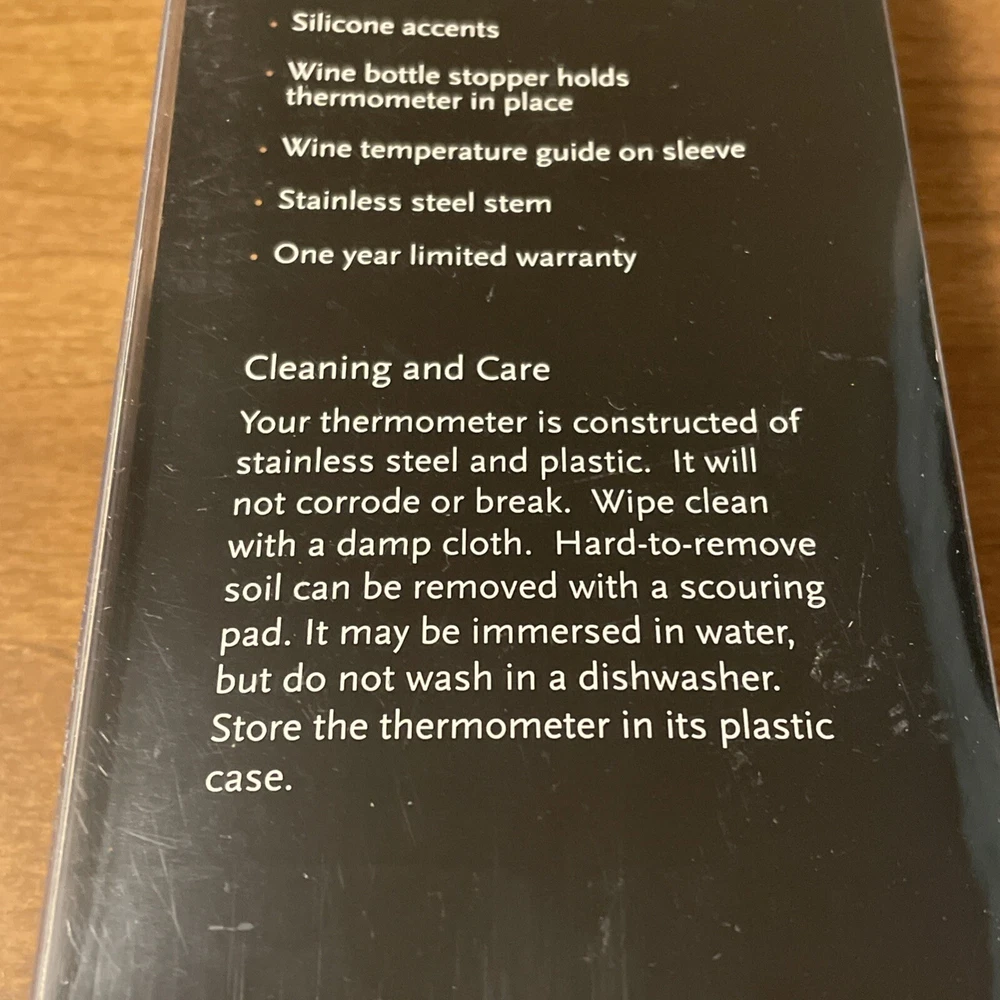 • Silicone accents
• Wine bottle stopper holds
thermometer in place
• Wine temperature guide on sleeve
• Stainless steel stem
• One year limited warranty
Cleaning and Care
Your thermometer is constructed of
stainless steel and plastic.  It will
not corrode or break.  Wipe clean
with a damp cloth.  Hard-to-remove
soil can be removed with a scouring
pad. It may be immersed in water,
but do not wash in a dishwasher.
Store the thermometer in its plastic
case.